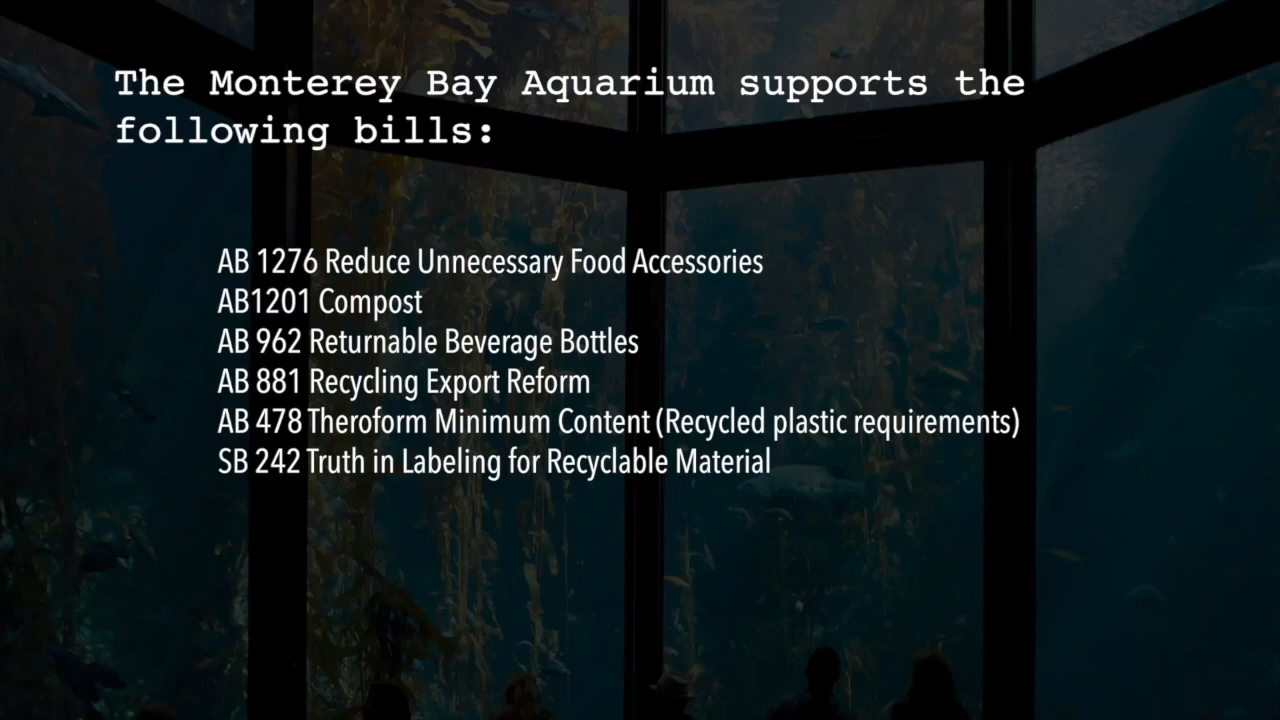 The Monterey Bay Aquarium supports the
following bills:
AB 1276 Reduce Unnecessary Food Accessories
AB1201 Compost
AB 962 Returnable Beverage Bottles
AB 881 Recycling Export Reform
AB 478 Theroform Minimum Content (Recycled plastic requirements)
SB 242 Truth in Labeling for Recyclable Material